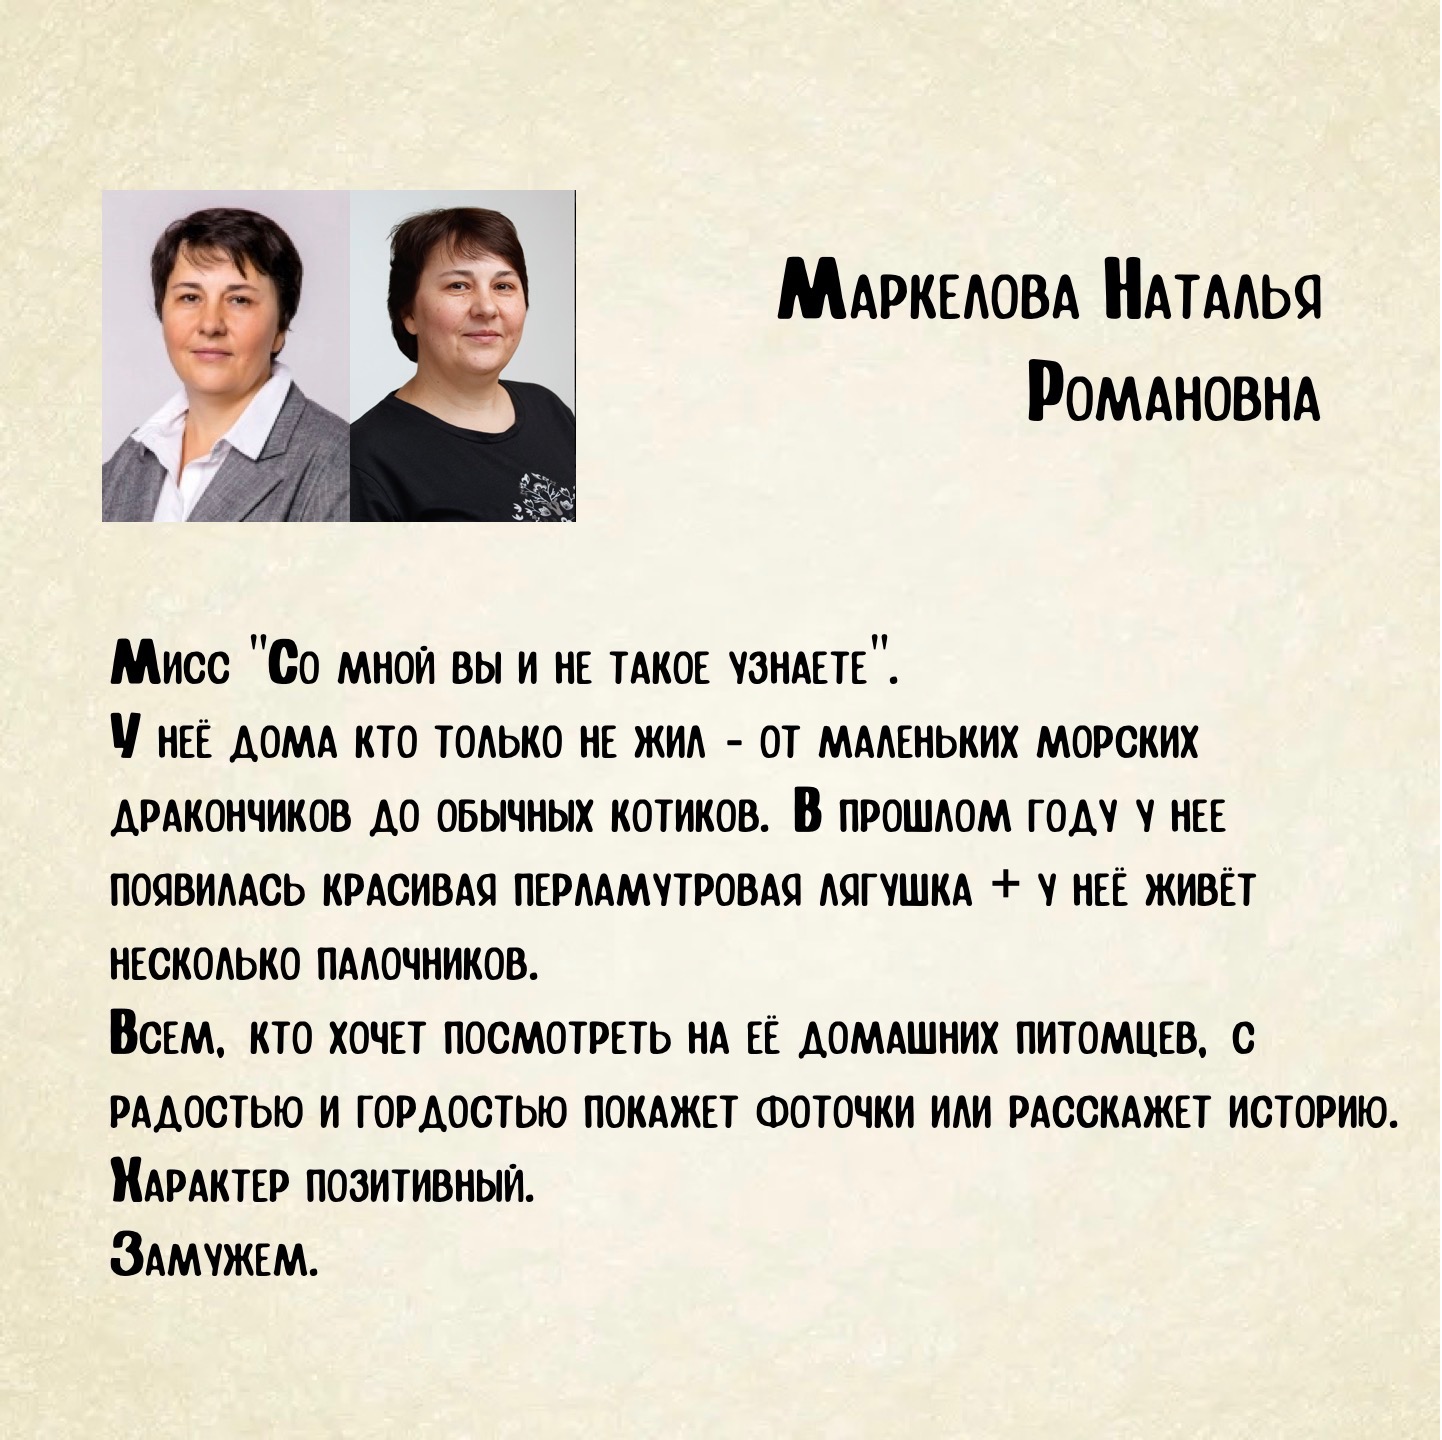 Маркелова Наталья
Романовна
Мисс "Со мной вы и не такое узнаете".
У неё дома кто только не жил - от маленьких морских
дракончиков до обычных котиков. В прошлом году у нее
появилась красивая перламутровая лягушка + у неё живёт
несколько палочников.
Всем, кто хочет посмотреть на её домашних питомцев, с
радостью и гордостью покажет фоточки или расскажет историю.
Характер позитивный.
Замужем.